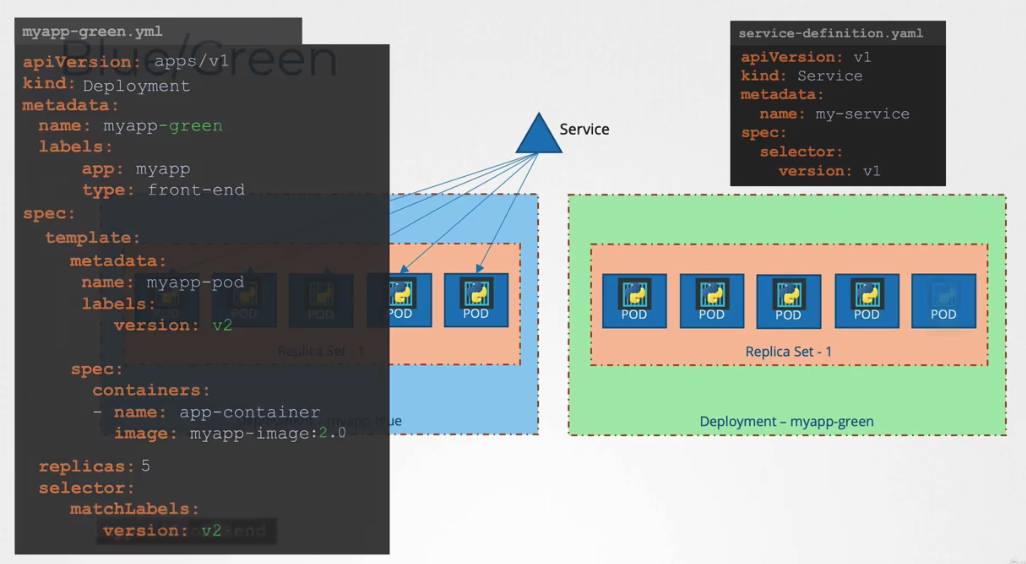 myapp-green.yml
Blue/Green
apiVersion: apps/v1
kind: Deployment
metadata:
name: myapp-green
labels:
app: myapp
type: front-end
spec:
template:
metadata:
name: myapp-pod
labels:
version: v2
spec:
containers:
- name: app-container
image: myapp-image:2.0
replicas: 5
selector:
matchLabels:
version: v2
Service
service-definition.yaml
apiVersion: v1
kind: Service
metadata:
name: my-service
spec:
selector:
version: v1
POD POD POD POD POD
Replica Set - 1
Deployment – myapp-blue
POD POD POD POD POD
Replica Set - 1
Deployment – myapp-green